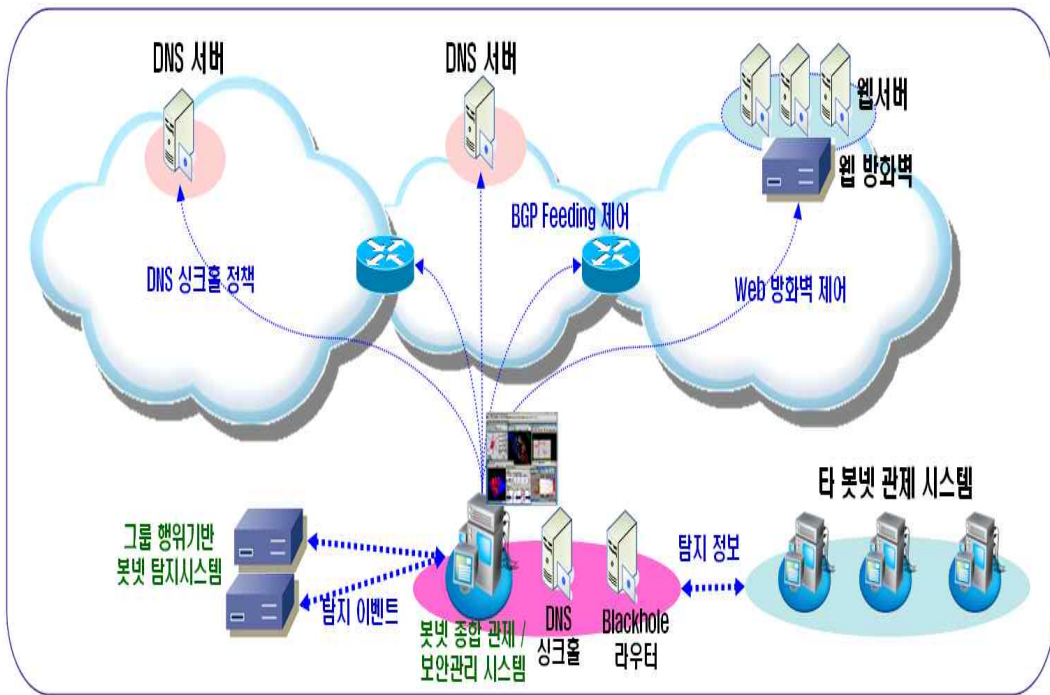 DNS 서버
DNS 서버
웹서버
웹 방화벽
BGP Feeding 제어
DNS 싱크홀 정책
Web 방화벽 제어
타 봇넷 관제 시스템
그룹 행위기반
봇넷 탐지시스템
탐지 정보
탐지 이벤트
봇넷 종합 관제 /
보안관리 시스템
DNS
싱크홀
Blackhole
라우터